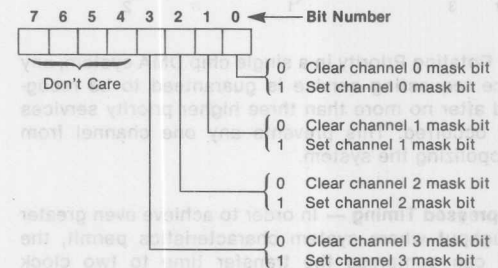 7 6 5 4 3 2 1 0 Bit Number
Don't Care
0 Clear channel 0 mask bit
1 Set channel 0 mask bit
0 Clear channel 1 mask bit
1 Set channel 1 mask bit
0 Clear channel 2 mask bit
1 Set channel 2 mask bit
0 Clear channel 3 mask bit
1 Set channel 3 mask bit